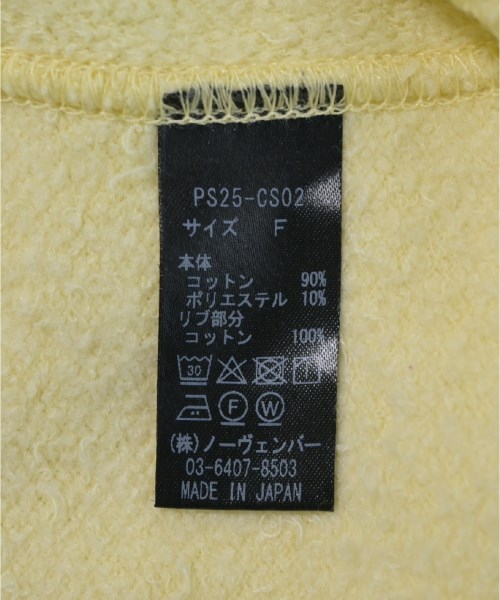 PS25-CS02
サイズ F
本体
コットン 90%
ポリエステル 10%
リブ部分
コットン 100%
30
F W
(株)ノーヴェンバー
03-6407-8503
MADE IN JAPAN